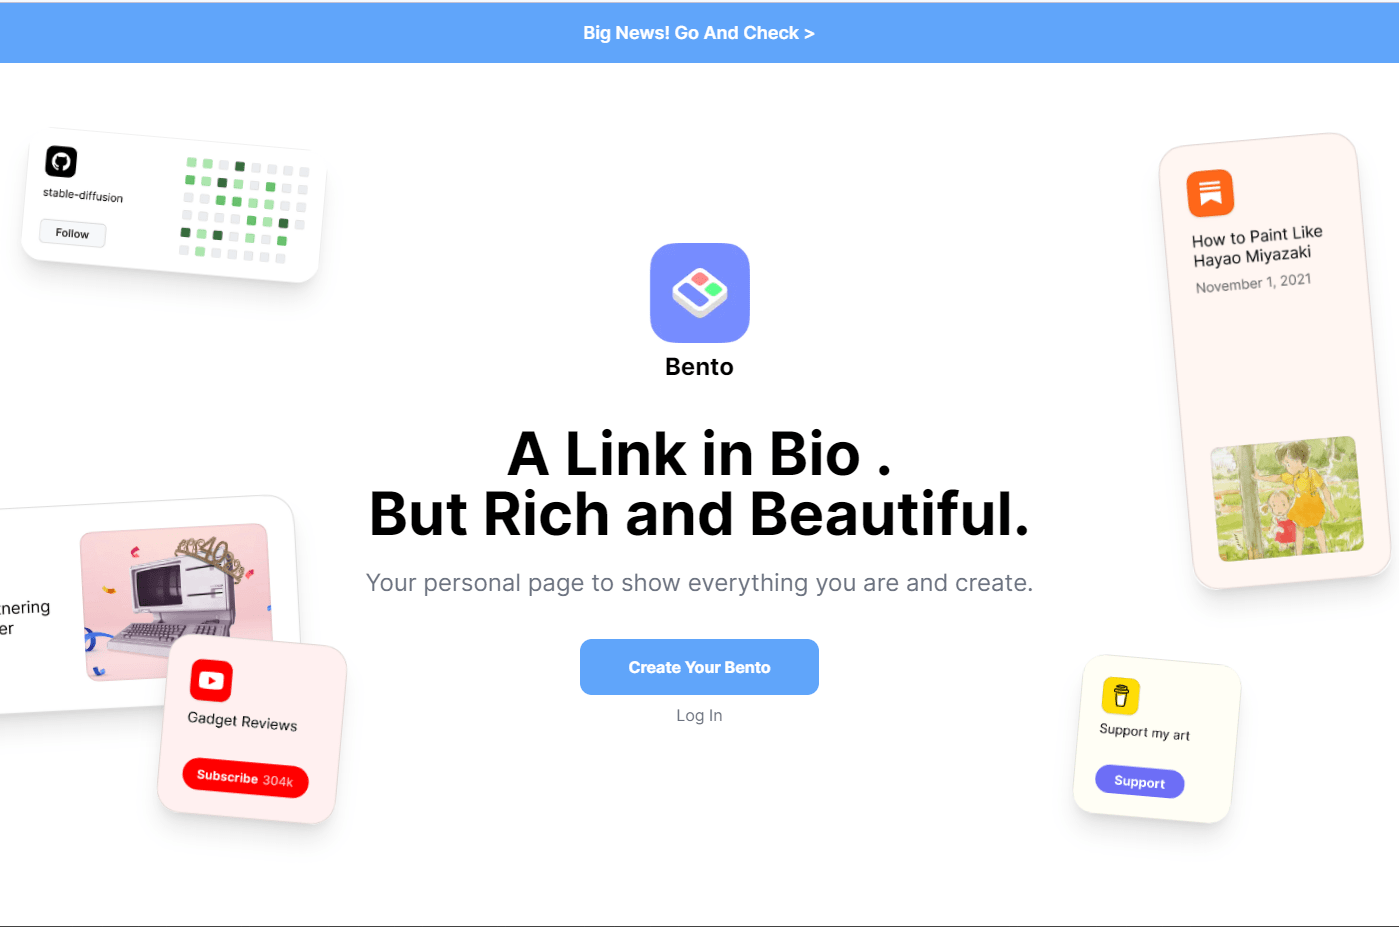 Big News! Go And Check >
stable-diffusion
Follow
How to Paint Like
Hayao Miyazaki
November 1, 2021
Bento
A Link in Bio .
But Rich and Beautiful.
Your personal page to show everything you are and create.
Create Your Bento
Log In
Gadget Reviews
Subscribe 304k
Support my art
Support